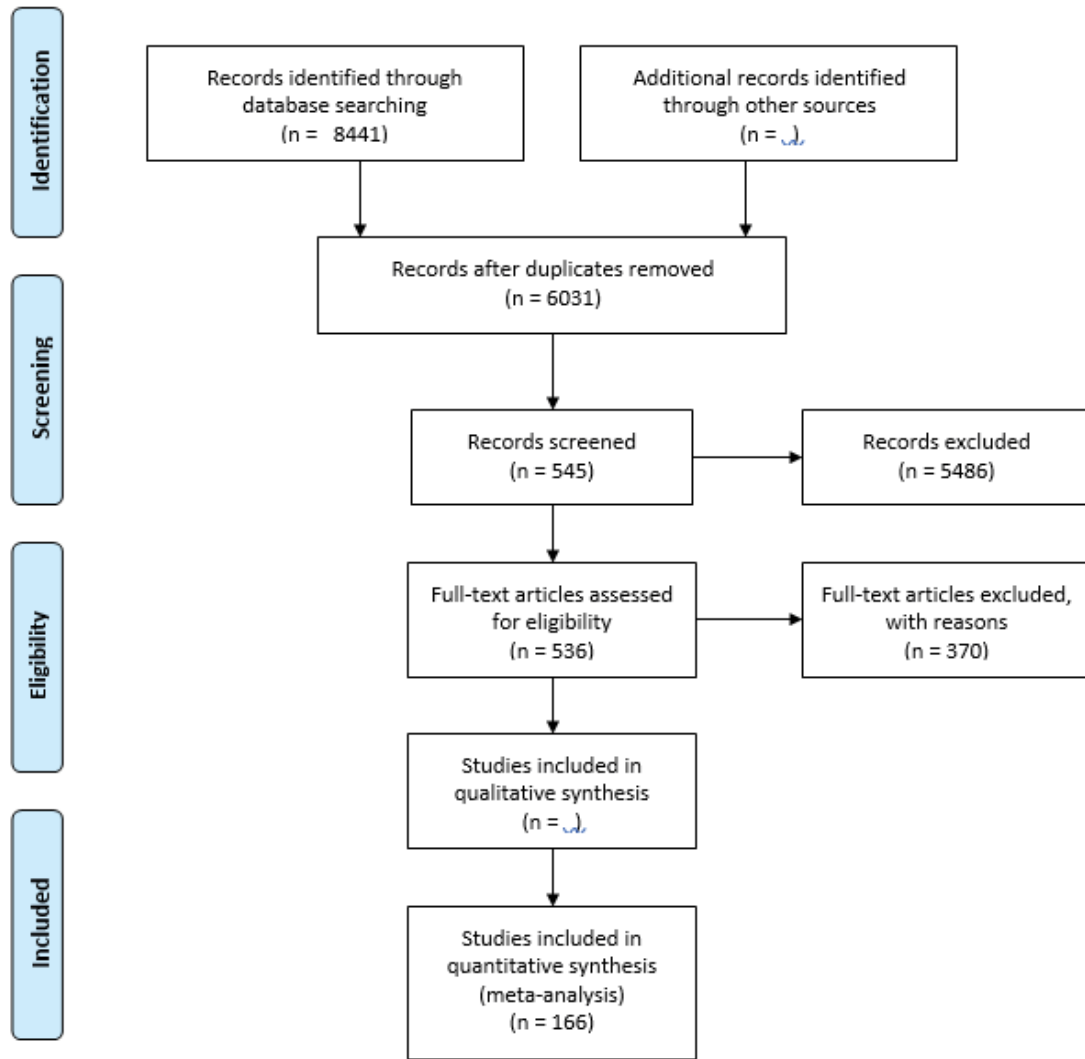 Identification
Records identified through
database searching
(n = 8441)
Additional records identified
through other sources
(n = )
Records after duplicates removed
(n = 6031)
Screening
Records screened
(n = 545)
Records excluded
(n = 5486)
Eligibility
Full-text articles assessed
for eligibility
(n = 536)
Full-text articles excluded,
with reasons
(n = 370)
Studies included in
qualitative synthesis
(n = )
Included
Studies included in
quantitative synthesis
(meta-analysis)
(n = 166)